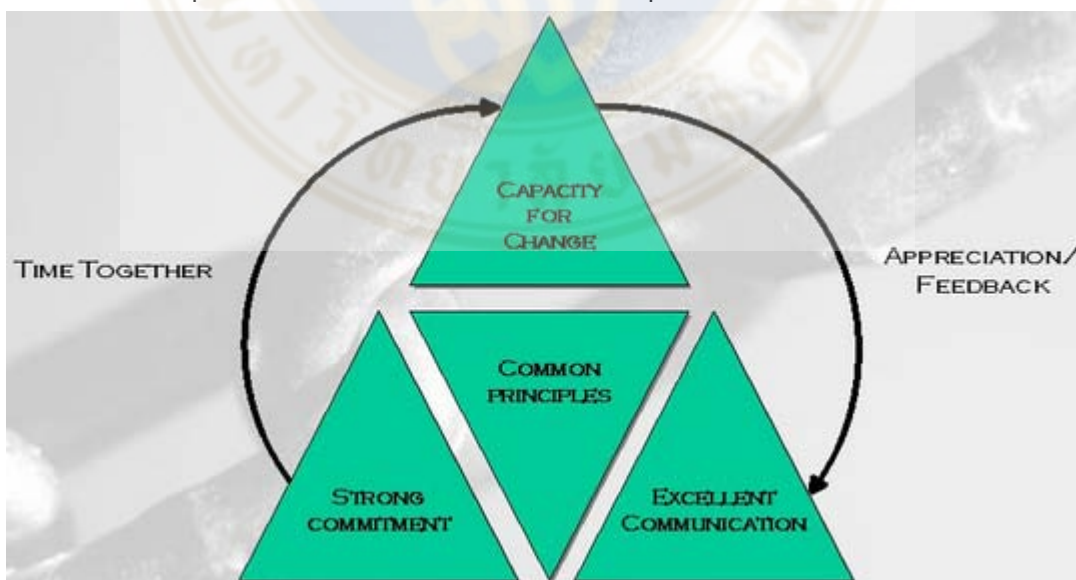 CAPACITY
FOR
CHANGE
TIME TOGETHER
APPRECIATION/
FEEDBACK
COMMON
PRINCIPLES
STRONG
COMMITMENT
EXCELLENT
COMMUNICATION